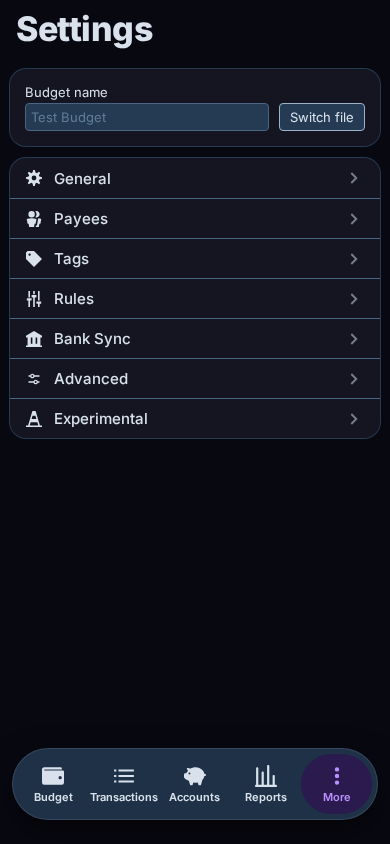 Settings
Budget name
Test Budget
Switch file
General
Payees
Tags
Rules
Bank Sync
Advanced
Experimental
Budget
Transactions
Accounts
Reports
More